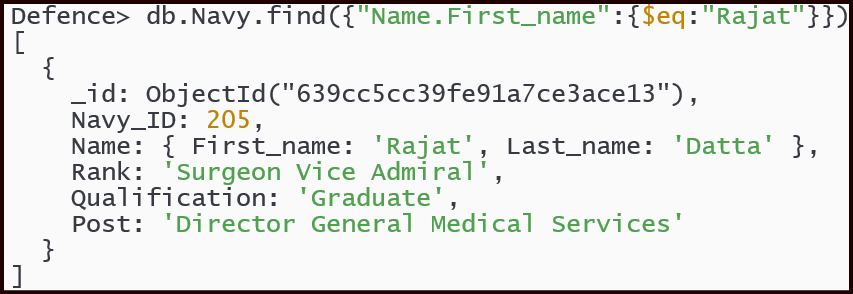 Defence> db.Navy.find({"Name.First_name":{$eq:"Rajat"}})
[
  {
    _id: ObjectId("639cc5cc39fe91a7ce3ace13"),
    Navy_ID: 205,
    Name: { First_name: 'Rajat', Last_name: 'Datta' },
    Rank: 'Surgeon Vice Admiral',
    Qualification: 'Graduate',
    Post: 'Director General Medical Services'
  }
]